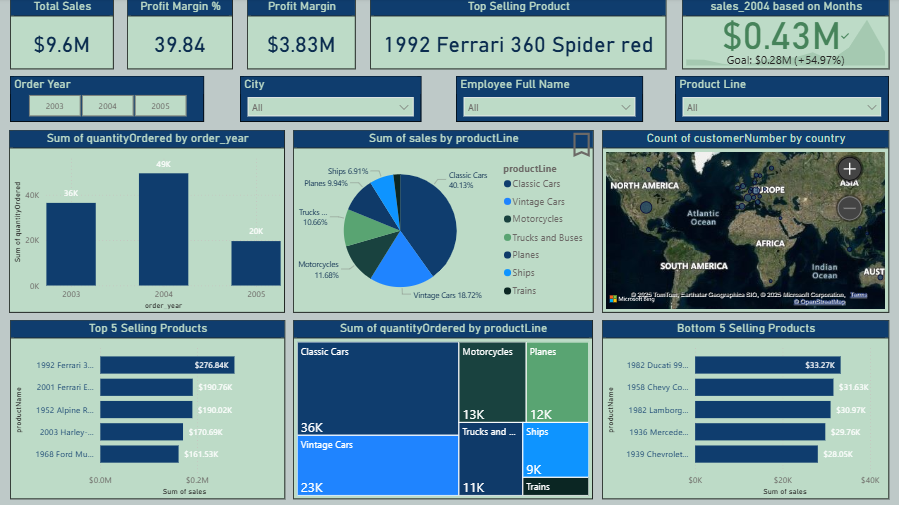 Total Sales
Profit Margin %
Profit Margin
Top Selling Product
sales_2004 based on Months
$9.6M
39.84
$3.83M
1992 Ferrari 360 Spider red
$0.43M
Goal: $0.28M (+54.97%)
Order Year
City
Employee Full Name
Product Line
2003
2004
2005
All
All
All
Sum of quantityOrdered by order_year
Sum of sales by productLine
Count of customerNumber by country
Sum of quantityOrdered
40K
20K
0K
36K
49K
20K
2003
2004
2005
order_year
Ships 6.91%
Planes 9.94%
Trucks ...
10.66%
Motorcycles
11.68%
Classic Cars
40.13%
Vintage Cars 18.72%
productLine
Classic Cars
Vintage Cars
Motorcycles
Trucks and Buses
Planes
Ships
Trains
NORTH AMERICA
EUROPE
ASIA
Atlantic
Ocean
AFRICA
SOUTH AMERICA
Indian
Ocean
AUST
Microsoft Bing
© 2025 TomTom, Earthstar Geographics SIO, © 2025 Microsoft Corporation, Terms
© OpenStreetMap
Top 5 Selling Products
Sum of quantityOrdered by productLine
Bottom 5 Selling Products
productName
1992 Ferrari 3...
$276.84K
2001 Ferrari E...
$190.76K
1952 Alpine R...
$190.02K
2003 Harley-...
$170.69K
1968 Ford Mu...
$161.53K
$0.0M
$0.2M
Sum of sales
Classic Cars
36K
Vintage Cars
23K
Motorcycles
13K
Planes
12K
Trucks and ...
11K
Ships
9K
Trains
productName
1982 Ducati 99...
$33.27K
1958 Chevy Co...
$31.63K
1982 Lamborg...
$30.97K
1936 Mercede...
$29.76K
1939 Chevrolet...
$28.05K
$0K
$20K
$40K
Sum of sales